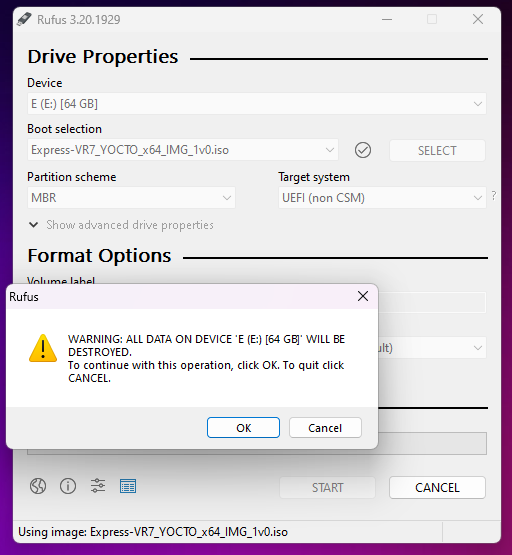 Rufus 3.20.1929
Drive Properties
Device
E (E:) [64 GB]
Boot selection
Express-VR7_YOCTO_x64_IMG_1v0.iso
SELECT
Partition scheme
Target system
MBR
UEFI (non CSM)
?
Show advanced drive properties
Format Options
Volume label
Rufus
WARNING: ALL DATA ON DEVICE 'E (E:) [64 GB]' WILL BE
DESTROYED.
To continue with this operation, click OK. To quit click
CANCEL.
OK
Cancel
START
CANCEL
Using image: Express-VR7_YOCTO_x64_IMG_1v0.iso